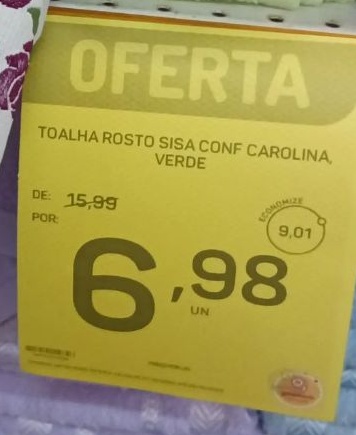 OFERTA
TOALHA ROSTO SISA CONF CAROLINA,
VERDE
DE: 15,99
ECONOMIZE
9,01
POR:
6,98
UN